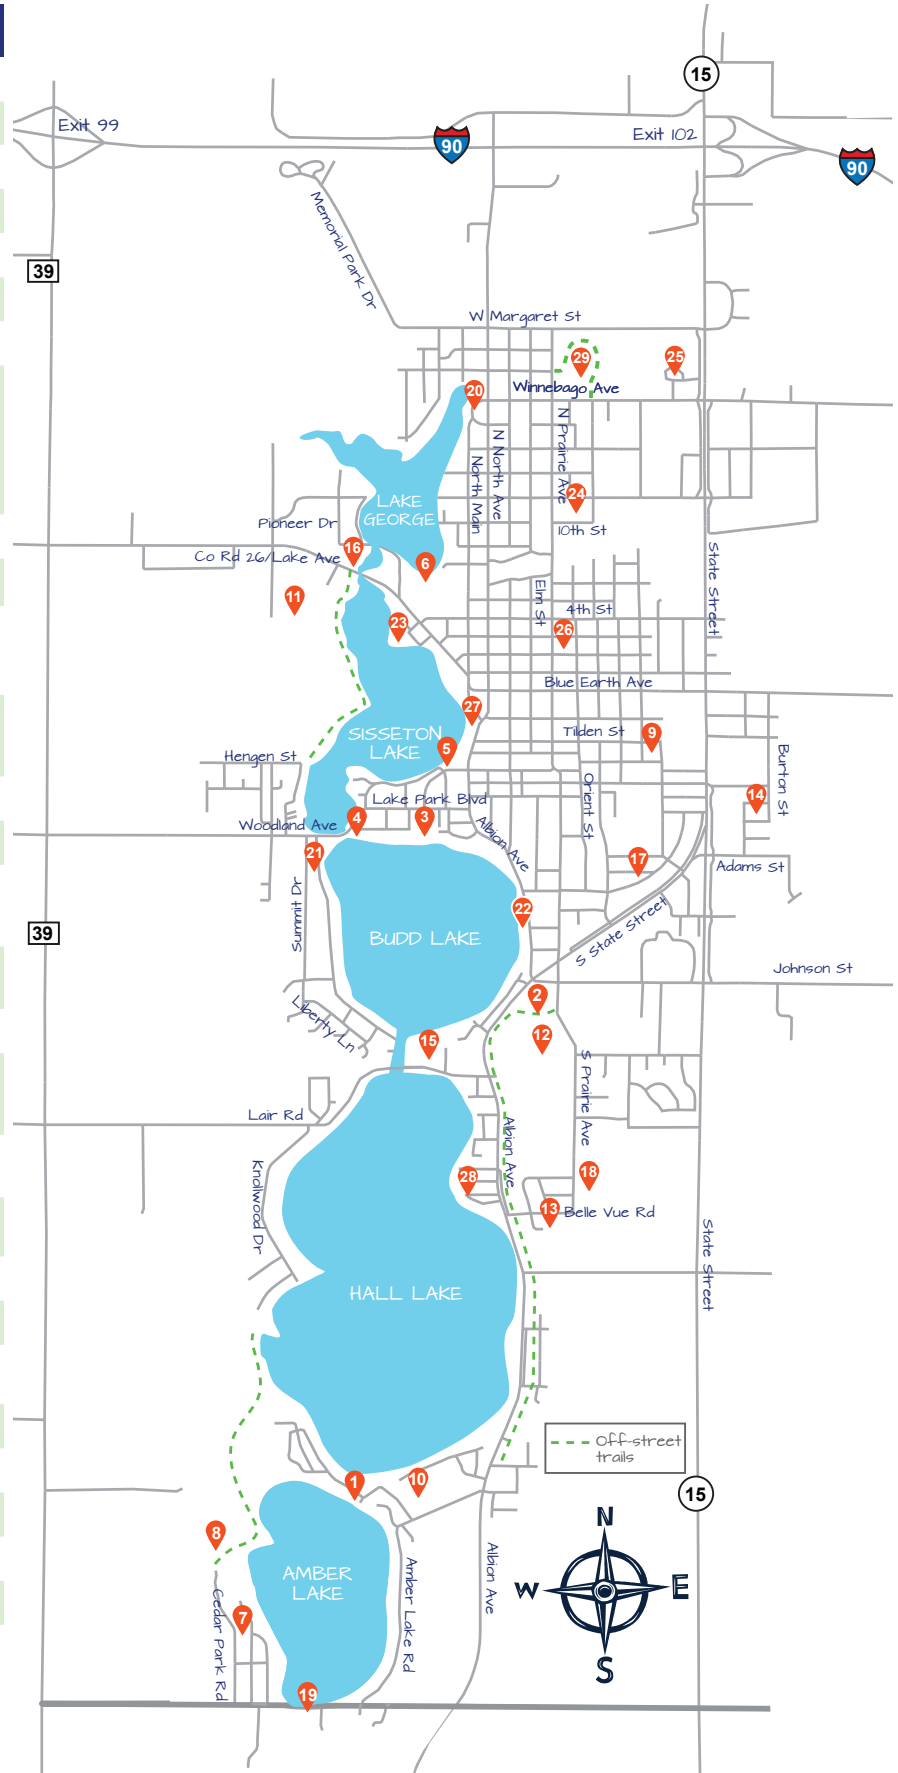 15
Exit 99
Exit 102
90
90
Memorial Park Dr
39
W Margaret St
29
25
Winnebago Ave
20
N Prairie Ave
N North Ave
North Main
24
LAKE
GEORGE
Pioneer Dr
10th St
16
Co Rd 26/Lake Ave
6
State Street
11
Elm St
4th St
23
26
Blue Earth Ave
27
SISSETON
LAKE
Tilden St
9
5
Hengen St
Burton St
Orient St
14
Lake Park Blvd
4
3
Woodland Ave
Albion Ave
21
17
Adams St
Summit Dr
22
39
BUDD LAKE
S State Street
Johnson St
2
Liberty Ln
12
15
S Prairie Ave
Lair Rd
Albion Ave
Knollwood Dr
28
18
13
Belle Vue Rd
State Street
HALL LAKE
Off-street
trails
1
10
15
N
8
AMBER
LAKE
W
E
S
Amber Lake Rd
Albion Ave
Cedar Park Rd
7
19